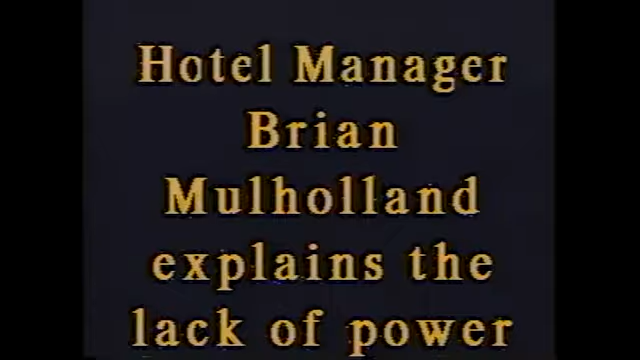 Hotel Manager
Brian
Mulholland
explains the
lack of power